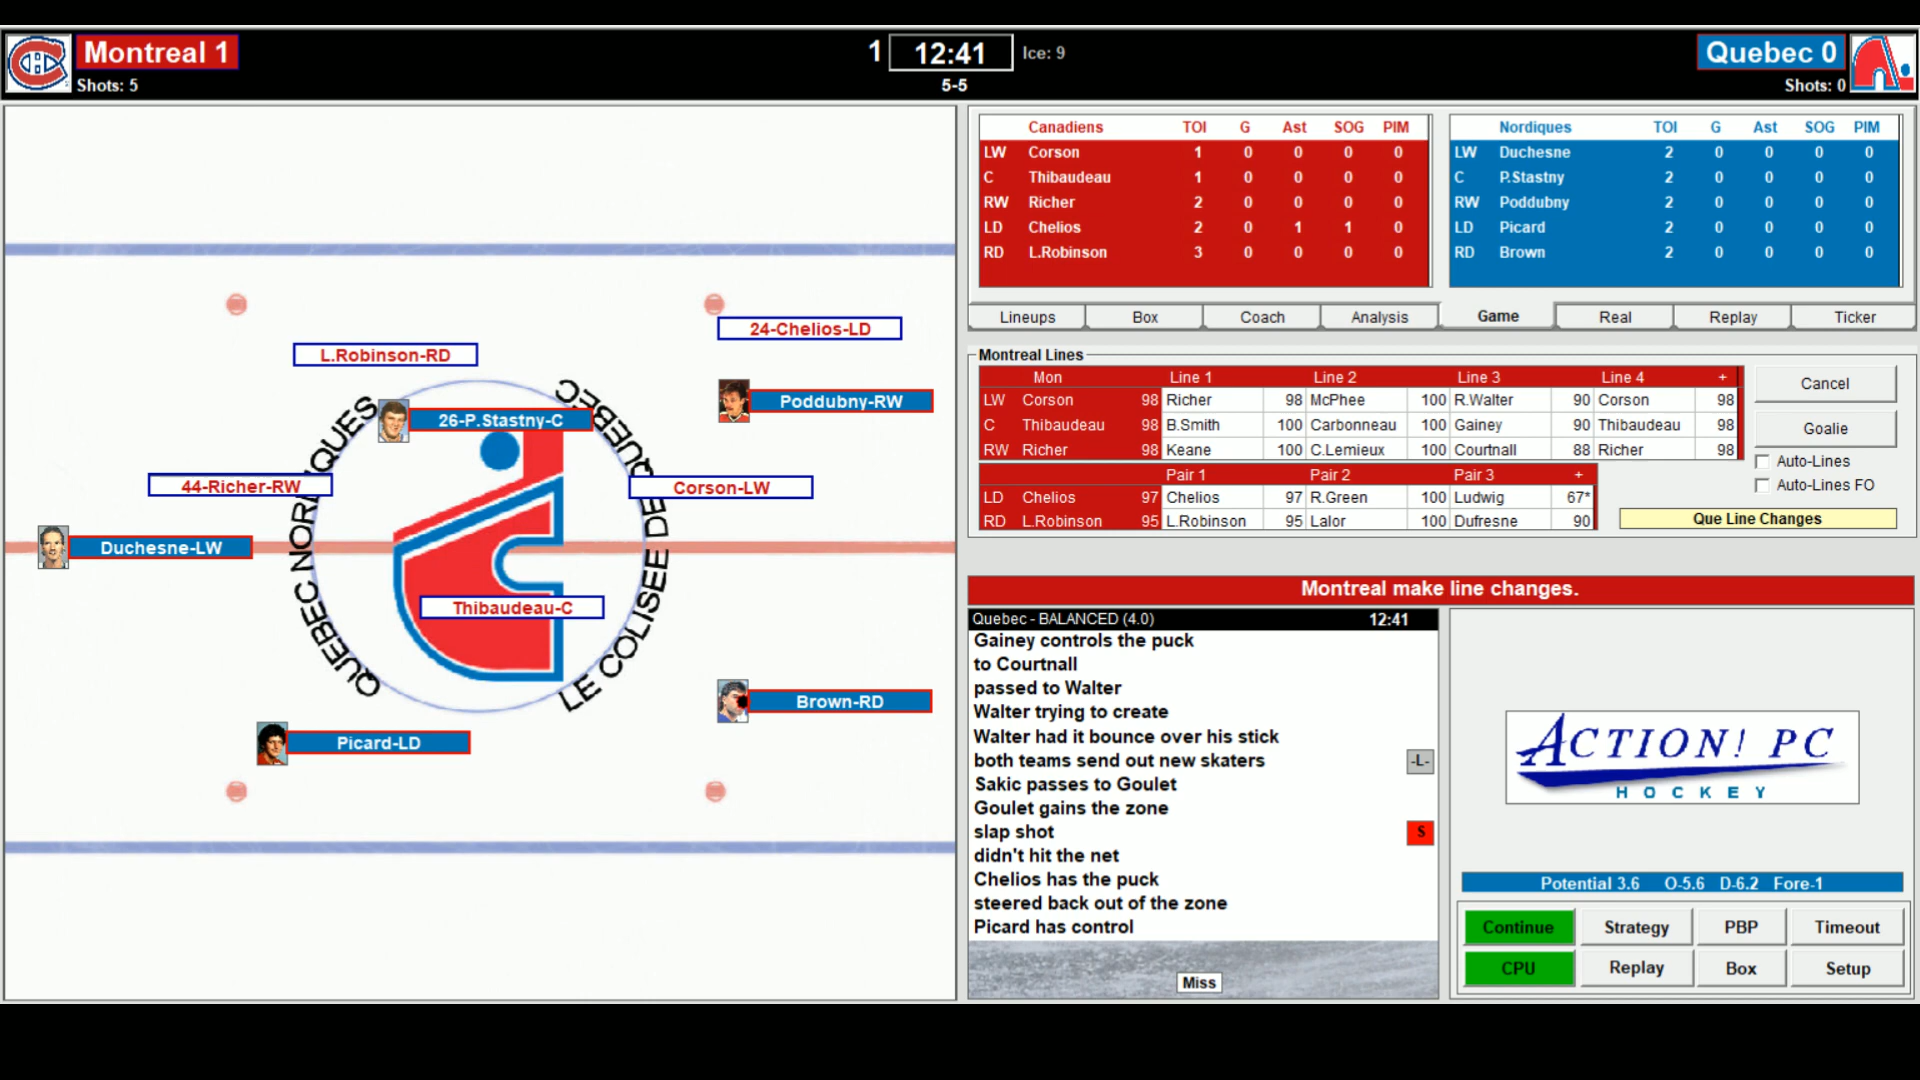 Montreal 1
Shots: 5
1 12:41 Ice: 9
5-5
Quebec 0
Shots: 0
L.Robinson-RD
24-Chelios-LD
Poddubny-RW
26-P.Stastny-C
44-Richer-RW
Corson-LW
Duchesne-LW
Thibaudeau-C
Brown-RD
Picard-LD
QUEBEC NORDIQUES
LE COLISEE DE QUEBEC
Canadiens TOI G Ast SOG PIM
LW Corson 1 0 0 0 0
C Thibaudeau 1 0 0 0 0
RW Richer 2 0 0 0 0
LD Chelios 2 0 1 1 0
RD L.Robinson 3 0 0 0 0
Nordiques TOI G Ast SOG PIM
LW Duchesne 2 0 0 0 0
C P.Stastny 2 0 0 0 0
RW Poddubny 2 0 0 0 0
LD Picard 2 0 0 0 0
RD Brown 2 0 0 0 0
Lineups Box Coach Analysis Game Real Replay Ticker
Montreal Lines
Mon Line 1 Line 2 Line 3 Line 4 +
LW Corson 98 Richer 98 McPhee 100 R.Walter 90 Corson 98
C Thibaudeau 98 B.Smith 100 Carbonneau 100 Gainey 90 Thibaudeau 98
RW Richer 98 Keane 100 C.Lemieux 100 Courtnall 88 Richer 98
Pair 1 Pair 2 Pair 3 +
LD Chelios 97 Chelios 97 R.Green 100 Ludwig 67*
RD L.Robinson 95 L.Robinson 95 Lalor 100 Dufresne 90
Cancel
Goalie
Auto-Lines
Auto-Lines FO
Que Line Changes
Montreal make line changes.
Quebec - BALANCED (4.0) 12:41
Gainey controls the puck
to Courtnall
passed to Walter
Walter trying to create
Walter had it bounce over his stick
both teams send out new skaters -L-
Sakic passes to Goulet
Goulet gains the zone
slap shot S
didn't hit the net
Chelios has the puck
steered back out of the zone
Picard has control
Miss
ACTION! PC
HOCKEY
Potential 3.6 O-5.6 D-6.2 Fore-1
Continue Strategy PBP Timeout
CPU Replay Box Setup